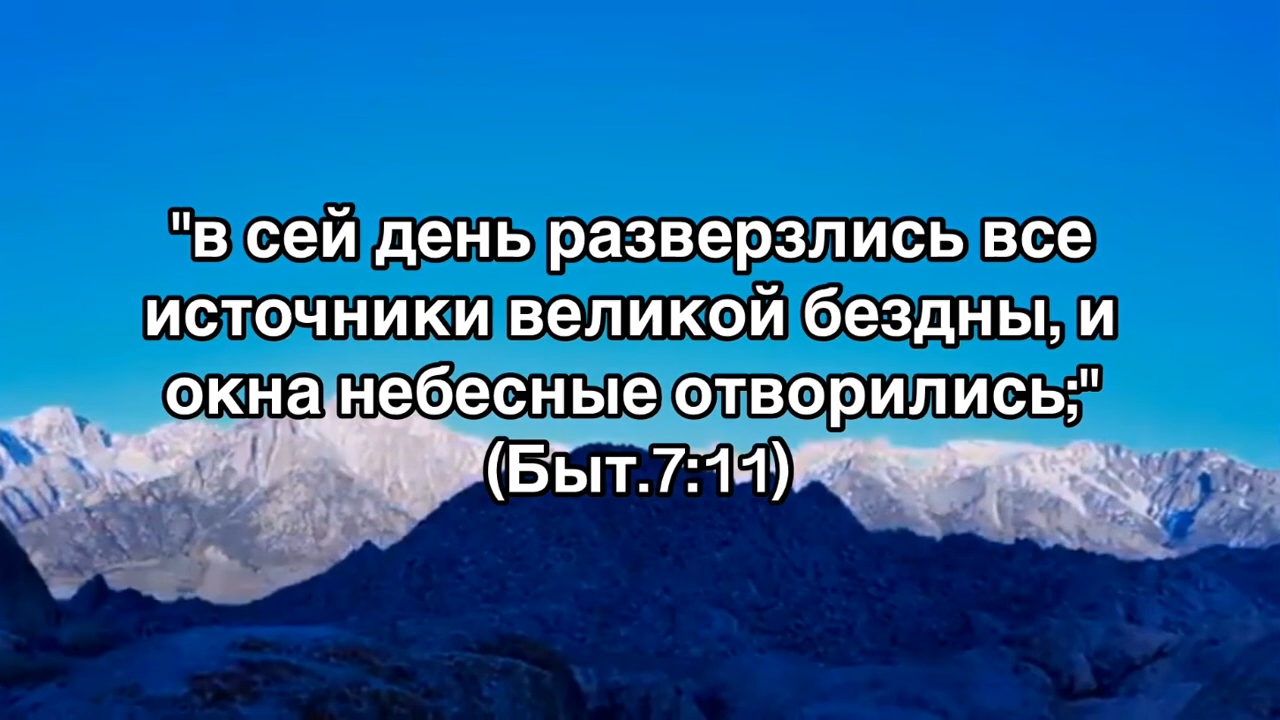 "в сей день разверзлись все
источники великой бездны, и
окна небесные отворились;"
(Быт.7:11)